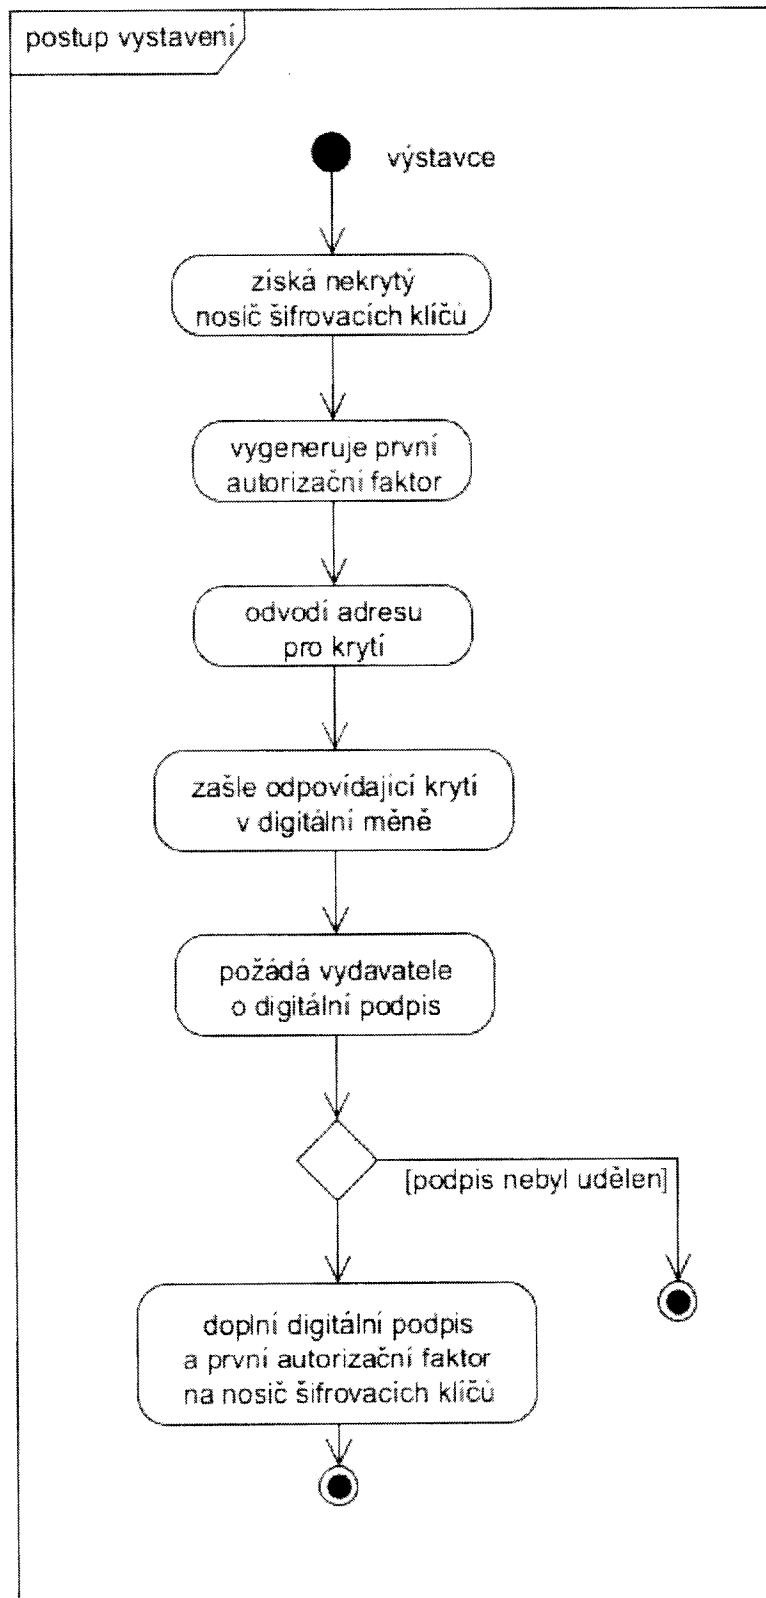 postup vystavení
výstavce
získá nekrytý
nosič šifrovacích klíčů
vygeneruje první
autorizační faktor
odvodí adresu
pro krytí
zašle odpovídající krytí
v digitální měně
požádá vydavatele
o digitální podpis
[podpis nebyl udělen]
doplní digitální podpis
a první autorizační faktor
na nosič šifrovacích klíčů